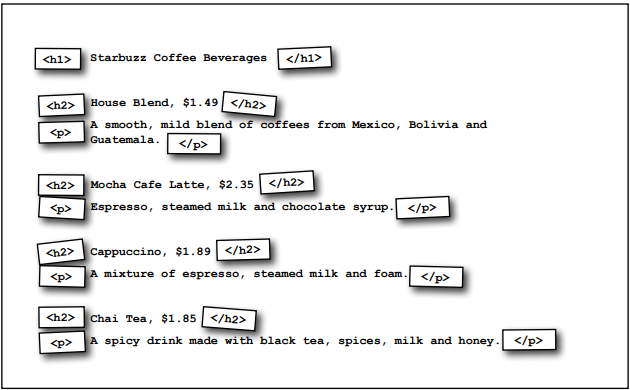 <h1> Starbuzz Coffee Beverages </h1>
<h2> House Blend, $1.49 </h2>
<p> A smooth, mild blend of coffees from Mexico, Bolivia and
Guatemala. </p>
<h2> Mocha Cafe Latte, $2.35 </h2>
<p> Espresso, steamed milk and chocolate syrup. </p>
<h2> Cappuccino, $1.89 </h2>
<p> A mixture of espresso, steamed milk and foam. </p>
<h2> Chai Tea, $1.85 </h2>
<p> A spicy drink made with black tea, spices, milk and honey. </p>